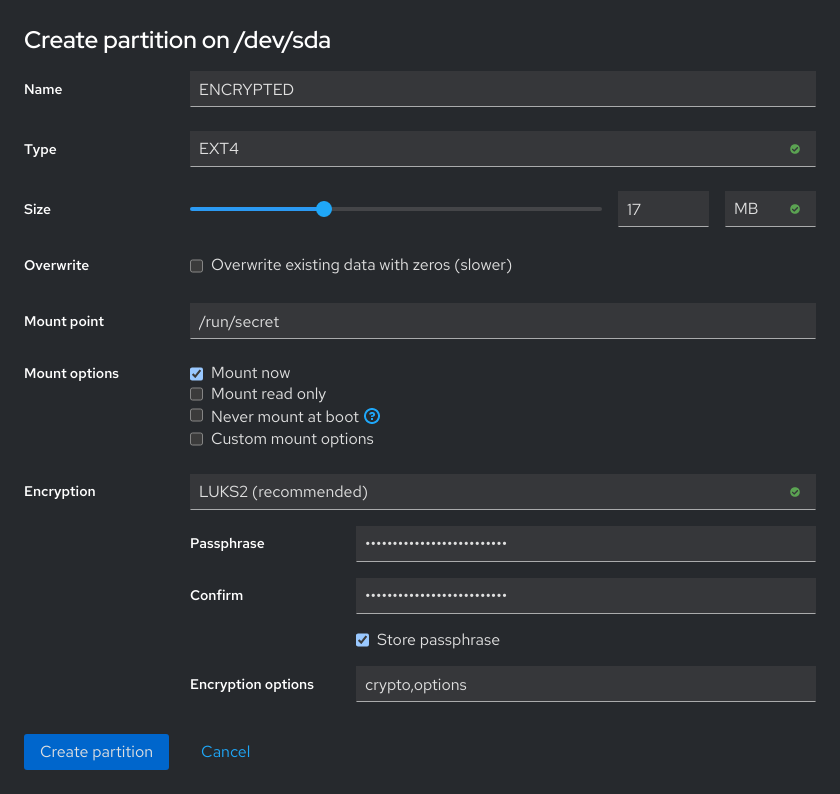 Create partition on /dev/sda
Name ENCRYPTED
Type EXT4
Size 17 MB
Overwrite Overwrite existing data with zeros (slower)
Mount point /run/secret
Mount options Mount now
Mount read only
Never mount at boot ?
Custom mount options
Encryption LUKS2 (recommended)
Passphrase ••••••••••••••••••••••••••
Confirm ••••••••••••••••••••••••••
Store passphrase
Encryption options crypto,options
Create partition Cancel